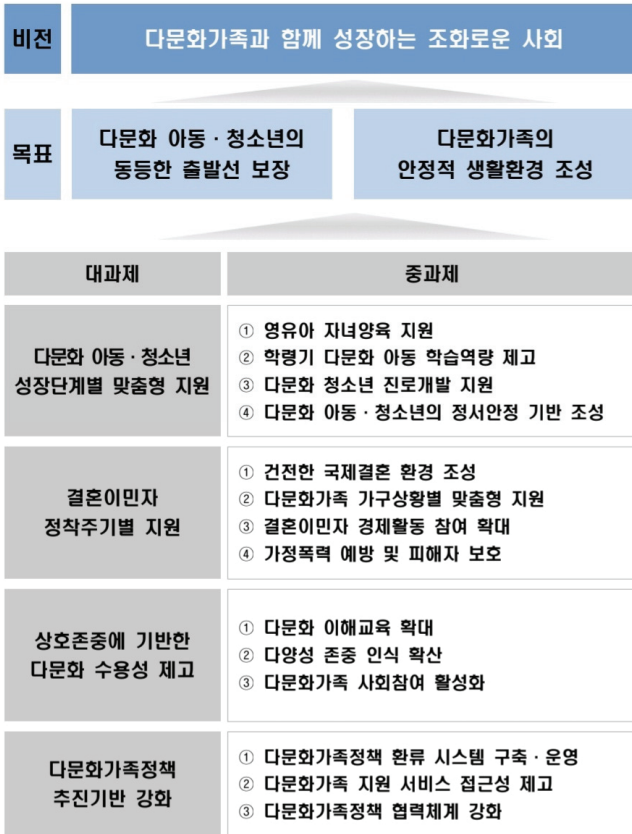 비전
다문화가족과 함께 성장하는 조화로운 사회
목표
다문화 아동 · 청소년의
동등한 출발선 보장
다문화가족의
안정적 생활환경 조성
대과제
중과제
다문화 아동 · 청소년
성장단계별 맞춤형 지원
① 영유아 자녀양육 지원
② 학령기 다문화 아동 학습역량 제고
③ 다문화 청소년 진로개발 지원
④ 다문화 아동 · 청소년의 정서안정 기반 조성
결혼이민자
정착주기별 지원
① 건전한 국제결혼 환경 조성
② 다문화가족 가구상황별 맞춤형 지원
③ 결혼이민자 경제활동 참여 확대
④ 가정폭력 예방 및 피해자 보호
상호존중에 기반한
다문화 수용성 제고
① 다문화 이해교육 확대
② 다양성 존중 인식 확산
③ 다문화가족 사회참여 활성화
다문화가족정책
추진기반 강화
① 다문화가족정책 환류 시스템 구축 · 운영
② 다문화가족 지원 서비스 접근성 제고
③ 다문화가족정책 협력체계 강화